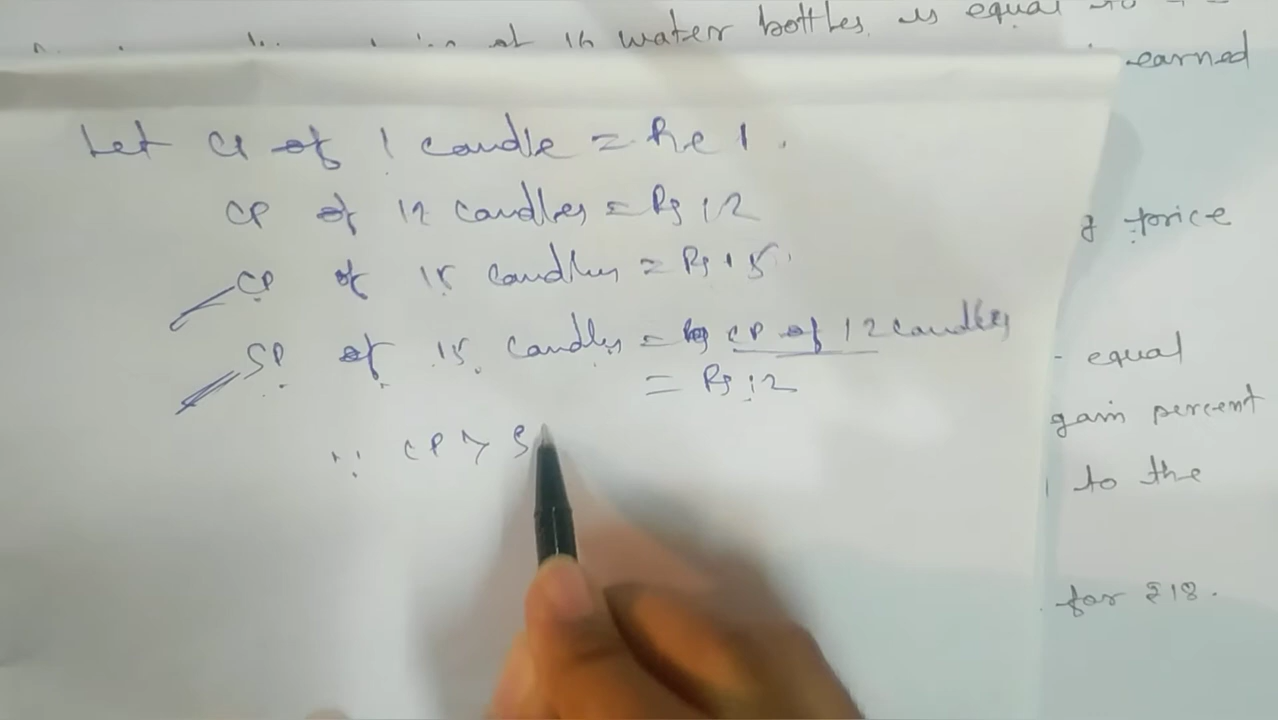 at 16 water bottles is equal to
earned
Let CP of 1 candle = Re 1.
CP of 12 candles = Rs 12
price
CP of 15 candles = Rs 15.
SP of 15 candles = CP of 12 candles
equal
= Rs 12
gain percent
∵ CP > S
to the
for ₹18.